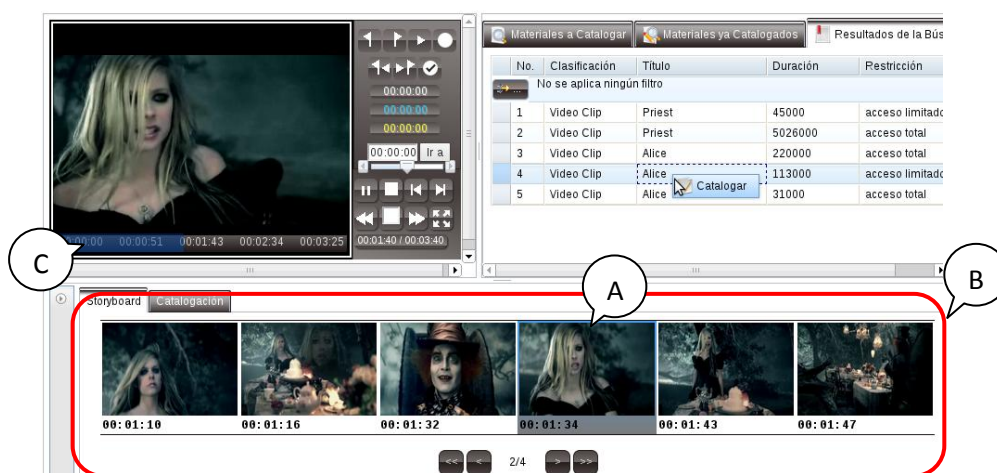 00:00:00
00:00:00
00:00:00
00:00:00 Ir a
00:00:00 00:00:51 00:01:43 00:02:34 00:03:25
00:01:40 / 00:03:40
Materiales a Catalogar Materiales ya Catalogados Resultados de la Bús
No. Clasificación Título Duración Restricción
... No se aplica ningún filtro
1 Video Clip Priest 45000 acceso limitado
2 Video Clip Priest 5026000 acceso total
3 Video Clip Alice 220000 acceso total
4 Video Clip Alice 113000 acceso limitado
Catalogar
5 Video Clip Alice 31000 acceso total
C
A
B
Storyboard Catalogación
00:01:10 00:01:16 00:01:32 00:01:34 00:01:43 00:01:47
<< < 2/4 > >>